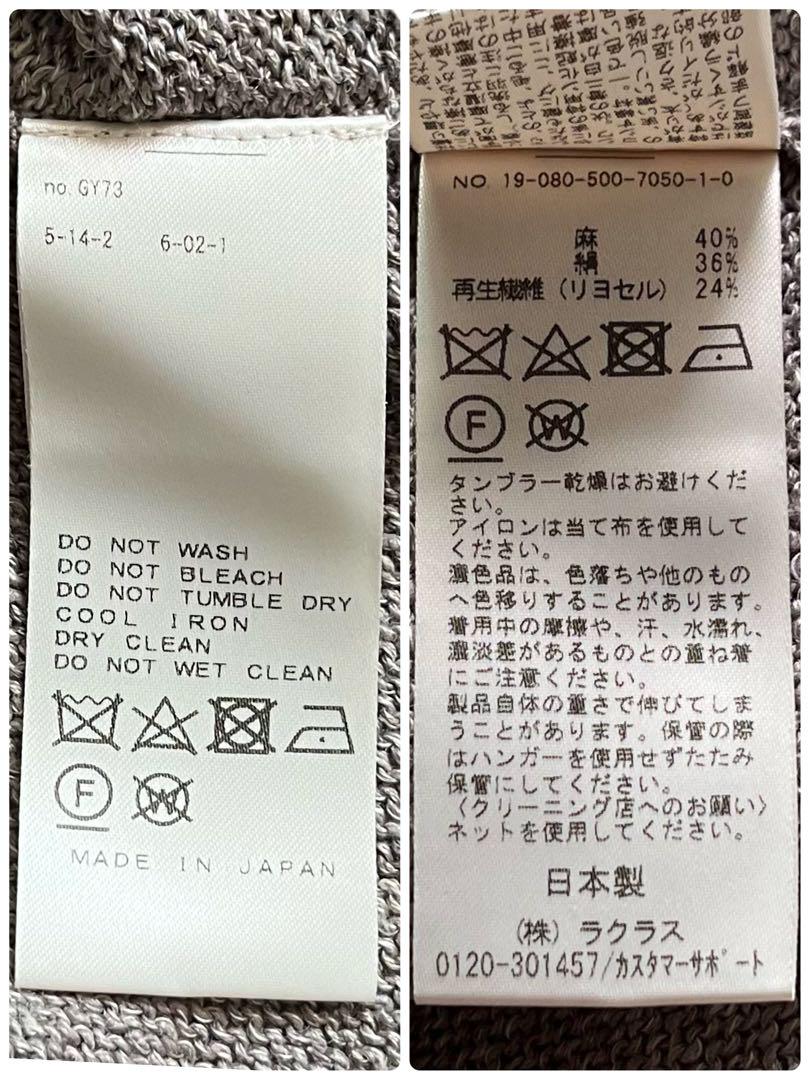 no. GY73
5-14-2 6-02-1
DO NOT WASH
DO NOT BLEACH
DO NOT TUMBLE DRY
COOL IRON
DRY CLEAN
DO NOT WET CLEAN
F
W
MADE IN JAPAN
NO. 19-080-500-7050-1-0
麻 40%
絹 36%
再生繊維（リヨセル）24%
F
W
タンブラー乾燥はお避けくだ
さい。
アイロンは当て布を使用して
ください。
濃色品は、色落ちや他のもの
へ色移りすることがあります。
着用中の摩擦や、汗、水濡れ、
濃淡差があるものとの重ね着
にご注意ください。
製品自体の重さで伸びてしま
うことがあります。保管の際
はハンガーを使用せずたたみ
保管にしてください。
〈クリーニング店へのお願い〉
ネットを使用してください。
日本製
（株）ラクラス
0120-301457/カスタマーサポート